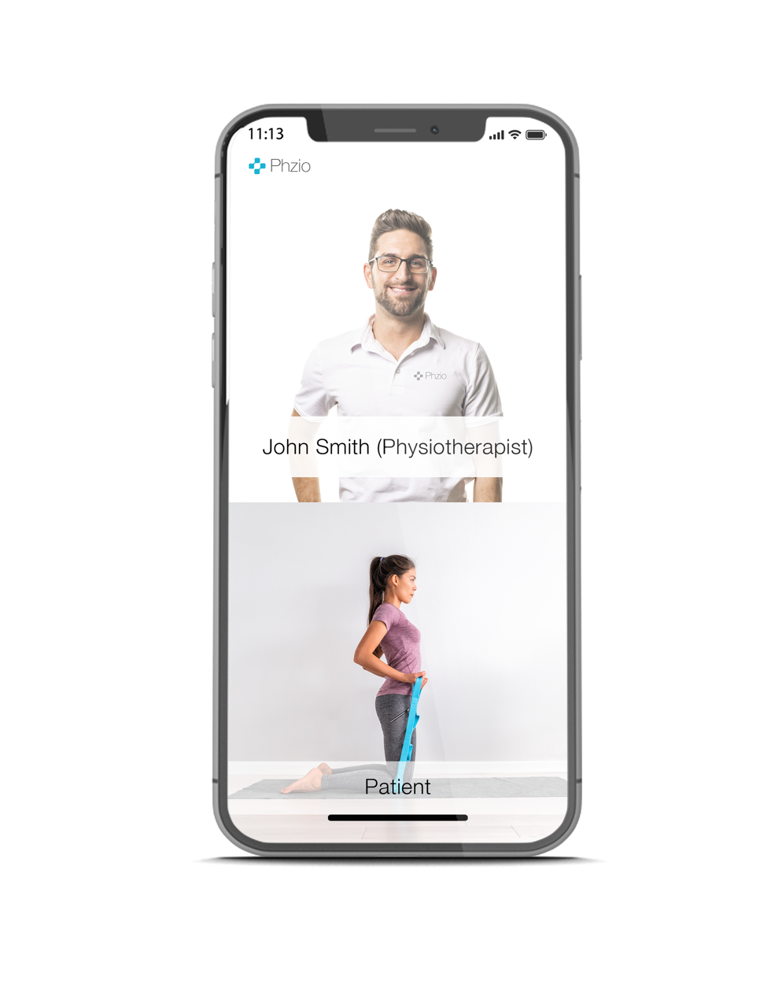 11:13
Phzio
Phzio
John Smith (Physiotherapist)
Patient